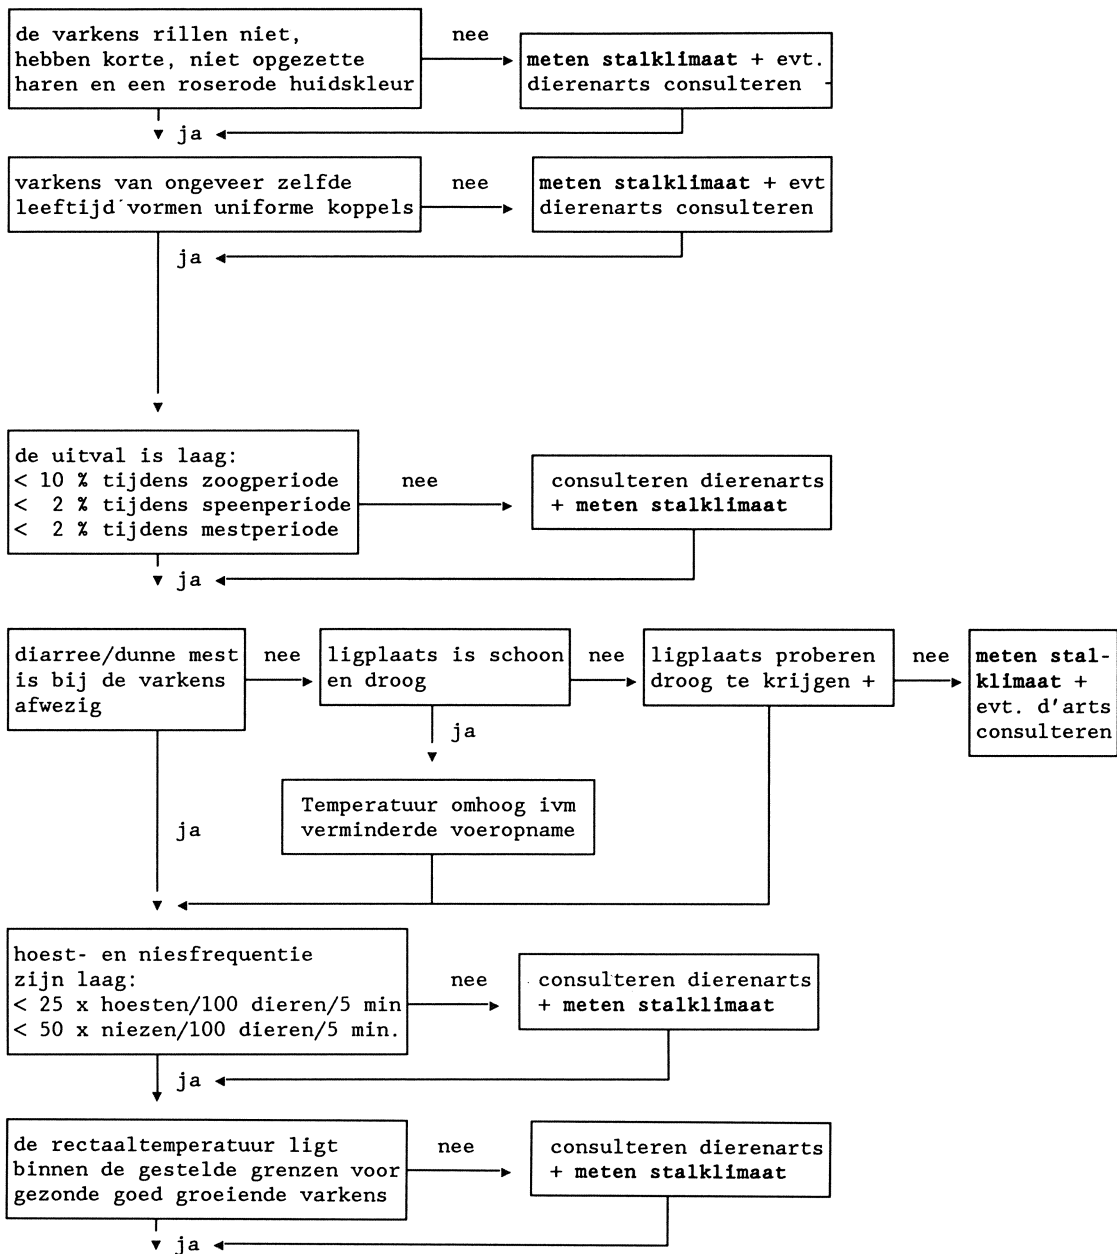 de varkens rillen niet,
hebben korte, niet opgezette
haren en een roserode huidskleur
nee
meten stalklimaat + evt.
dierenarts consulteren
ja
varkens van ongeveer zelfde
leeftijd vormen uniforme koppels
nee
meten stalklimaat + evt
dierenarts consulteren
ja
de uitval is laag:
< 10 % tijdens zoogperiode
< 2 % tijdens speenperiode
< 2 % tijdens mestperiode
nee
consulteren dierenarts
+ meten stalklimaat
ja
diarree/dunne mest
is bij de varkens
afwezig
nee
ligplaats is schoon
en droog
nee
ligplaats proberen
droog te krijgen +
nee
meten stal-
klimaat +
evt. d'arts
consulteren
ja
Temperatuur omhoog ivm
verminderde voeropname
ja
hoest- en niesfrequentie
zijn laag:
< 25 x hoesten/100 dieren/5 min
< 50 x niezen/100 dieren/5 min.
nee
consulteren dierenarts
+ meten stalklimaat
ja
de rectaaltemperatuur ligt
binnen de gestelde grenzen voor
gezonde goed groeiende varkens
nee
consulteren dierenarts
+ meten stalklimaat
ja